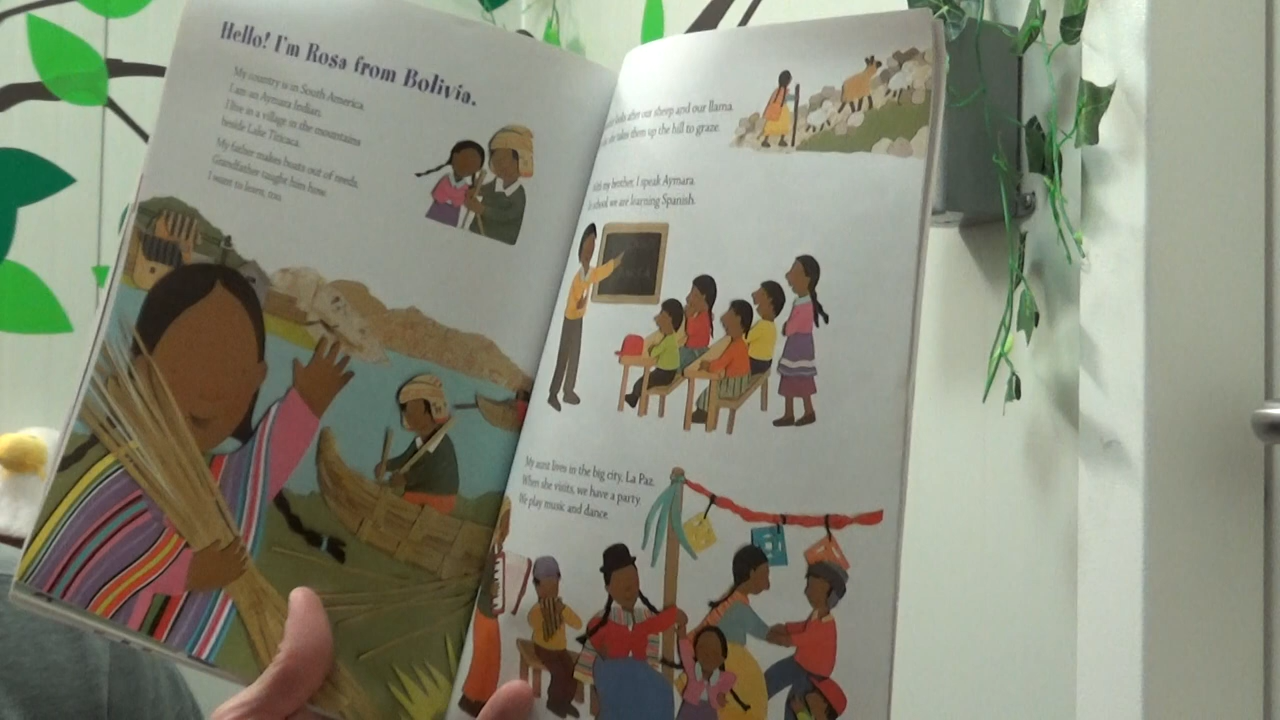 Hello! I'm Rosa from Bolivia.
My country is in South America.
I am an Aymara Indian.
I live in a village in the mountains
beside Lake Titicaca.
My father makes boats out of reeds.
Grandfather taught him how.
I want to learn, too.
looks after our sheep and our llama.
she takes them up the hill to graze.
my brother, I speak Aymara.
school, we are learning Spanish.
My aunt lives in the big city, La Paz.
When she visits, we have a party.
We play music and dance.